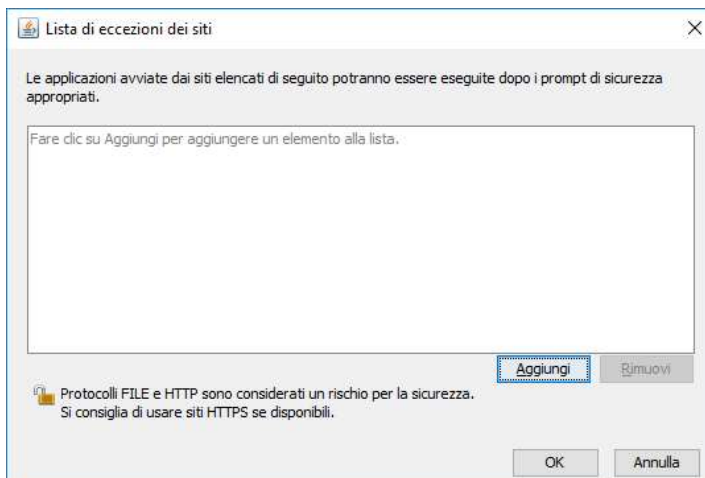 Lista di eccezioni dei siti
Le applicazioni avviate dai siti elencati di seguito potranno essere eseguite dopo i prompt di sicurezza
appropriati.
Fare clic su Aggiungi per aggiungere un elemento alla lista.
Aggiungi Rimuovi
Protocolli FILE e HTTP sono considerati un rischio per la sicurezza.
Si consiglia di usare siti HTTPS se disponibili.
OK Annulla